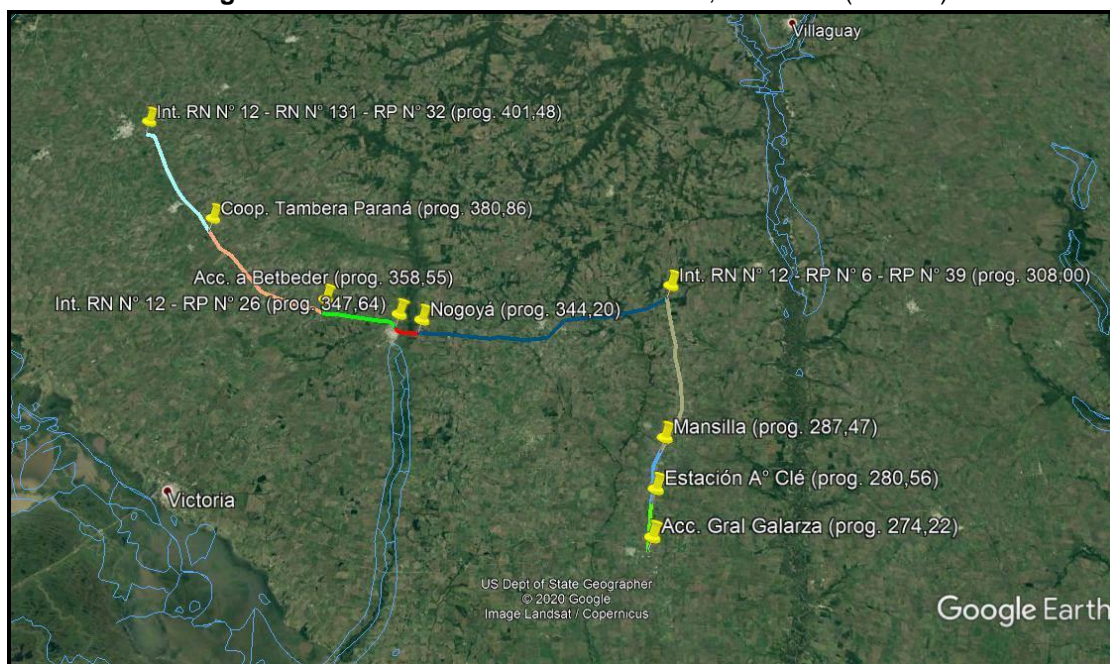 Villaguay
Int. RN N° 12 - RN N° 131 - RP N° 32 (prog. 401,48)
Coop. Tambera Paraná (prog. 380,86)
Acc. a Betbeder (prog. 358,55)
Int. RN N° 12 - RP N° 6 - RP N° 39 (prog. 308,00)
Int. RN N° 12 - RP N° 26 (prog. 347,64)
Nogoyá (prog. 344,20)
Mansilla (prog. 287,47)
Estación A° Clé (prog. 280,56)
Victoria
Acc. Gral Galarza (prog. 274,22)
US Dept of State Geographer
© 2020 Google
Image Landsat / Copernicus
Google Earth